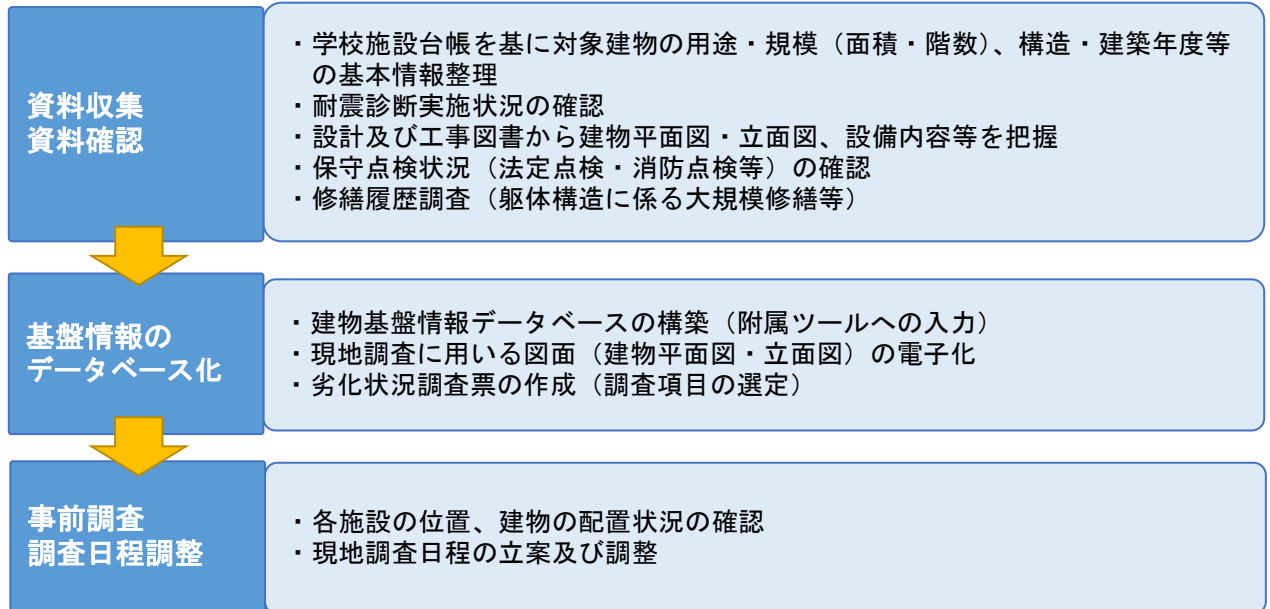 資料収集
資料確認
・学校施設台帳を基に対象建物の用途・規模（面積・階数）、構造・建築年度等
の基本情報整理
・耐震診断実施状況の確認
・設計及び工事図書から建物平面図・立面図、設備内容等を把握
・保守点検状況（法定点検・消防点検等）の確認
・修繕履歴調査（躯体構造に係る大規模修繕等）
基盤情報の
データベース化
・建物基盤情報データベースの構築（附属ツールへの入力）
・現地調査に用いる図面（建物平面図・立面図）の電子化
・劣化状況調査票の作成（調査項目の選定）
事前調査
調査日程調整
・各施設の位置、建物の配置状況の確認
・現地調査日程の立案及び調整